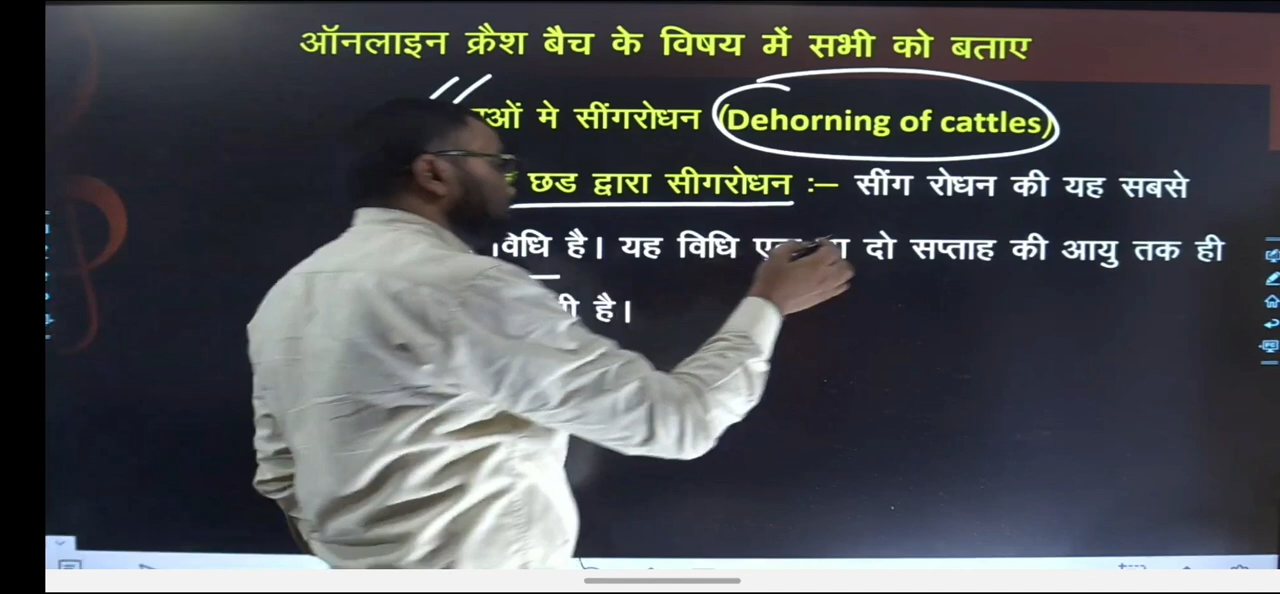 ऑनलाइन क्रैश बैच के विषय में सभी को बताए
मे सींगरोधन (Dehorning of cattles)
छड द्वारा सीगरोधन :– सींग रोधन की यह सबसे
विधि है। यह विधि दो सप्ताह की आयु तक ही
है।